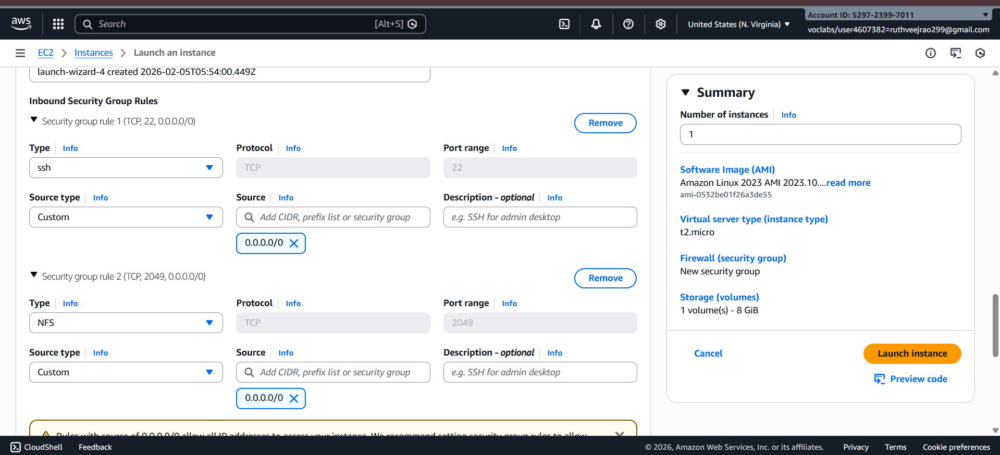 aws
Search [Alt+S]
United States (N. Virginia)
Account ID: 5297-2399-7011
voclabs/user4607382=ruthveejrao299@gmail.com
EC2 Instances Launch an instance
launch-wizard-4 created 2026-02-05T05:54:00.449Z
Inbound Security Group Rules
Security group rule 1 (TCP, 22, 0.0.0.0/0)
Remove
Type Info
Protocol Info
Port range Info
ssh
TCP
22
Source type Info
Source Info
Description - optional Info
Custom
Add CIDR, prefix list or security group
e.g. SSH for admin desktop
0.0.0.0/0
Security group rule 2 (TCP, 2049, 0.0.0.0/0)
Remove
Type Info
Protocol Info
Port range Info
NFS
TCP
2049
Source type Info
Source Info
Description - optional Info
Custom
Add CIDR, prefix list or security group
e.g. SSH for admin desktop
0.0.0.0/0
Rules with source of 0.0.0.0/0 allow all IP addresses to access your instance. We recommend setting security group rules to allow
Summary
Number of instances Info
1
Software Image (AMI)
Amazon Linux 2023 AMI 2023.10....read more
ami-0532be01f26a3de55
Virtual server type (instance type)
t2.micro
Firewall (security group)
New security group
Storage (volumes)
1 volume(s) - 8 GiB
Cancel
Launch instance
Preview code
CloudShell Feedback
© 2026, Amazon Web Services, Inc. or its affiliates. Privacy Terms Cookie preferences